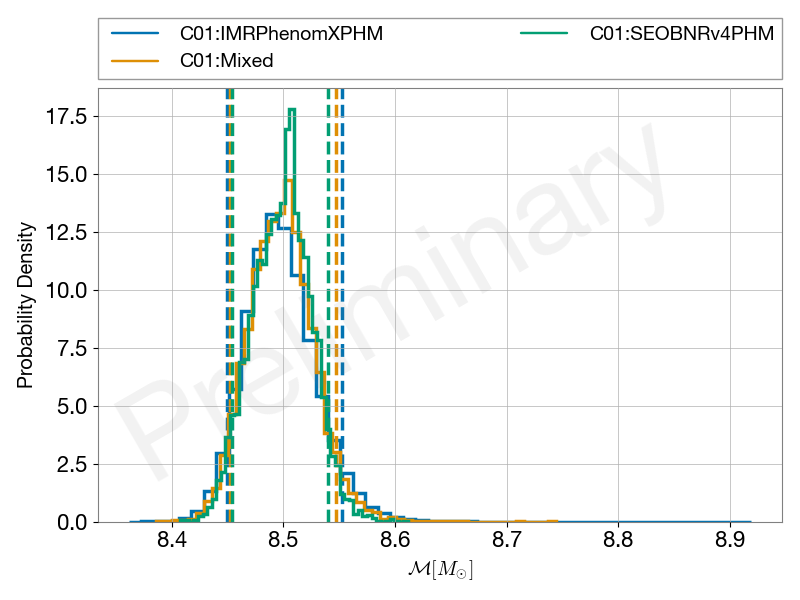 C01:IMRPhenomXPHM
C01:Mixed
C01:SEOBNRv4PHM
Preliminary
Probability Density
17.5
15.0
12.5
10.0
7.5
5.0
2.5
0.0
8.4 8.5 8.6 8.7 8.8 8.9
ℳ[M☉]